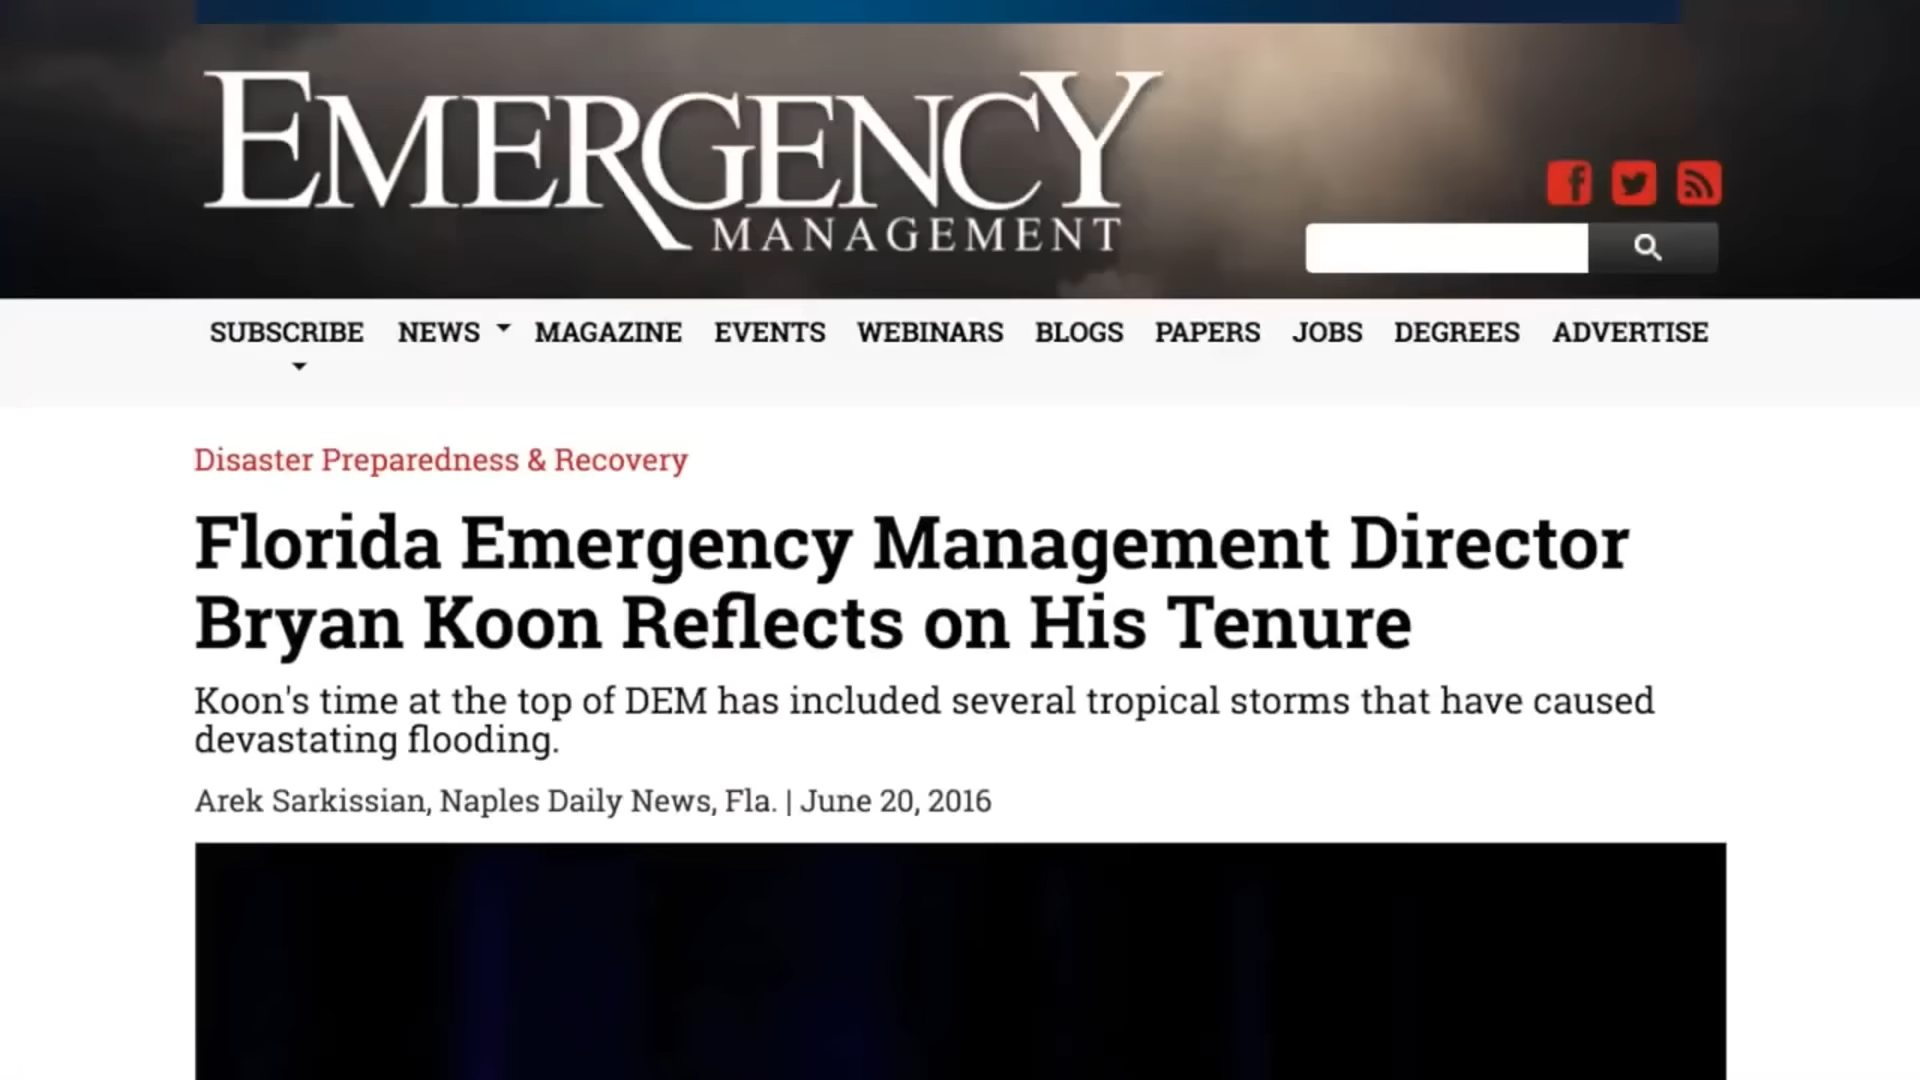 EMERGENCY
MANAGEMENT
SUBSCRIBE NEWS MAGAZINE EVENTS WEBINARS BLOGS PAPERS JOBS DEGREES ADVERTISE
Disaster Preparedness & Recovery
Florida Emergency Management Director
Bryan Koon Reflects on His Tenure
Koon's time at the top of DEM has included several tropical storms that have caused
devastating flooding.
Arek Sarkissian, Naples Daily News, Fla. | June 20, 2016